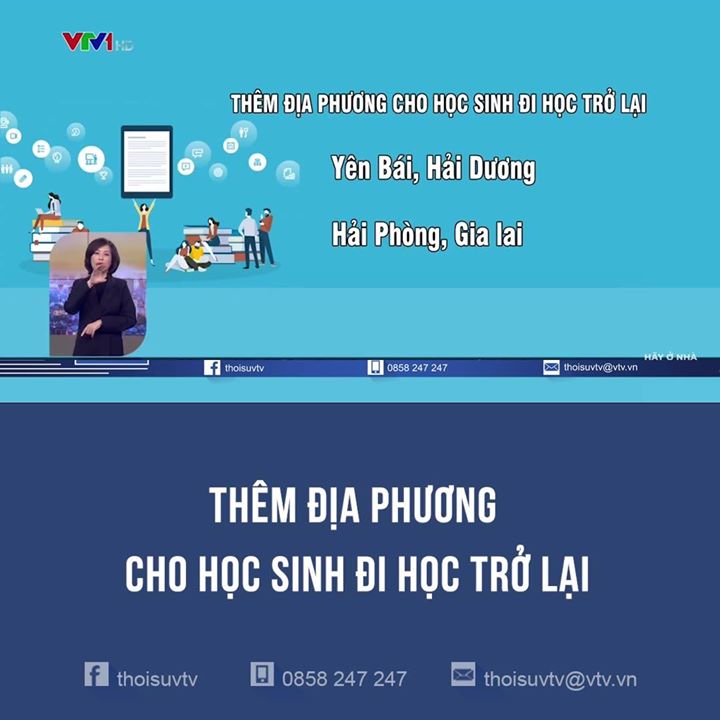 VTV1 HD
THÊM ĐỊA PHƯƠNG CHO HỌC SINH ĐI HỌC TRỞ LẠI
Yên Bái, Hải Dương
Hải Phòng, Gia lai
HÃY Ở NHÀ
thoisuvtv 0858 247 247 thoisuvtv@vtv.vn
THÊM ĐỊA PHƯƠNG
CHO HỌC SINH ĐI HỌC TRỞ LẠI
thoisuvtv 0858 247 247 thoisuvtv@vtv.vn